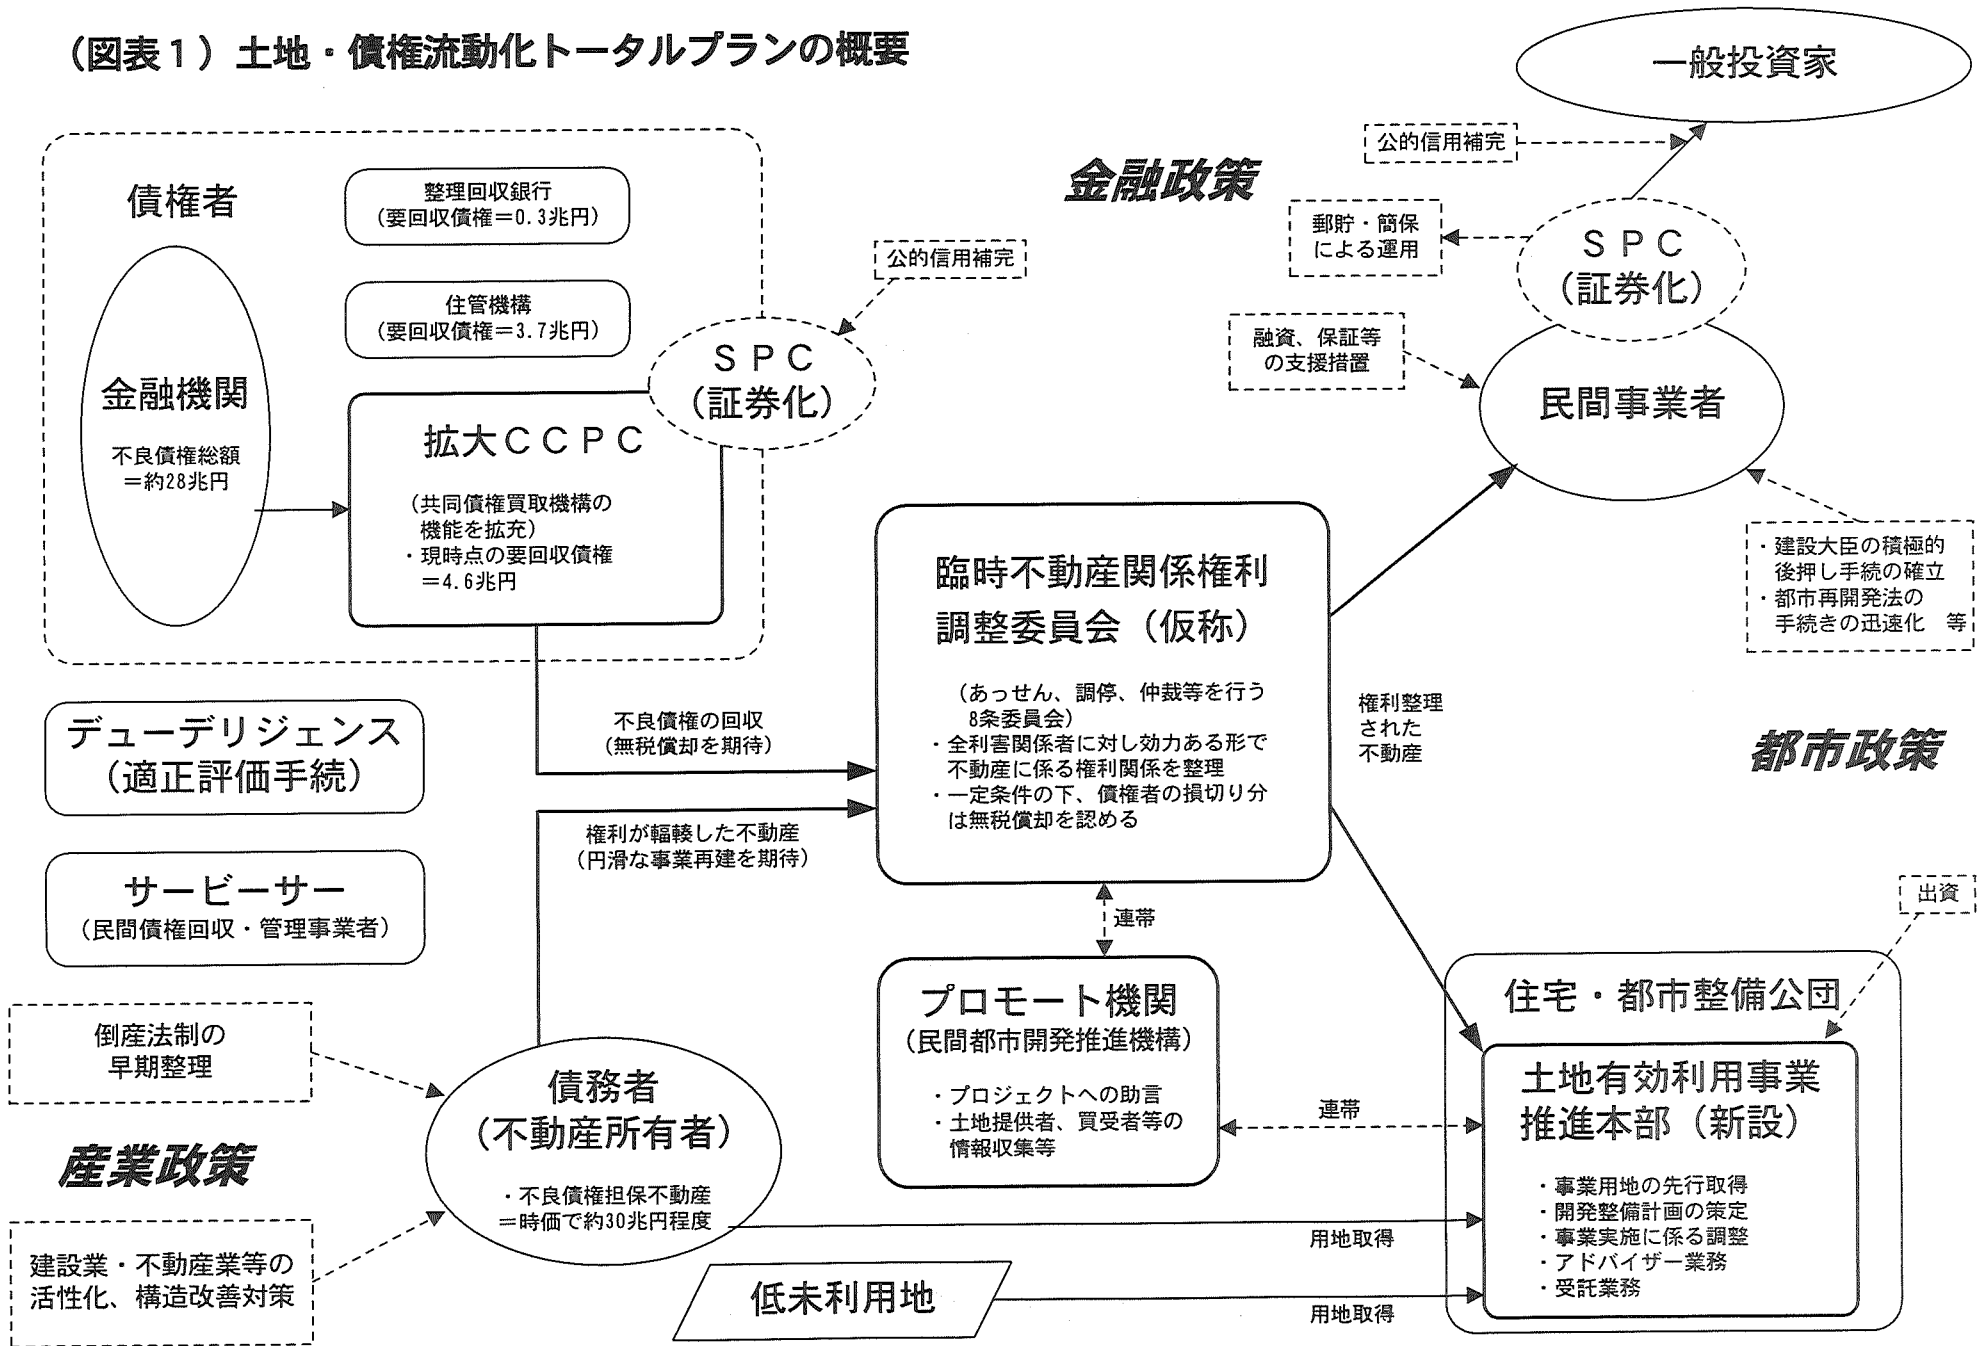 (図表１) 土地・債権流動化トータルプランの概要
一般投資家
公的信用補完
金融政策
郵貯・簡保
による運用
ＳＰＣ
(証券化)
融資、保証等
の支援措置
民間事業者
・建設大臣の積極的
後押し手続の確立
・都市再開発法の
手続きの迅速化　等
債権者
整理回収銀行
(要回収債権＝0.3兆円)
住管機構
(要回収債権＝3.7兆円)
公的信用補完
ＳＰＣ
(証券化)
金融機関
不良債権総額
＝約28兆円
拡大ＣＣＰＣ
(共同債権買取機構の
機能を拡充)
・現時点の要回収債権
＝4.6兆円
臨時不動産関係権利
調整委員会（仮称）
(あっせん、調停、仲裁等を行う
8条委員会)
・全利害関係者に対し効力ある形で
不動産に係る権利関係を整理
・一定条件の下、債権者の損切り分
は無税償却を認める
不良債権の回収
(無税償却を期待)
権利が輻輳した不動産
(円滑な事業再建を期待)
権利整理
された
不動産
都市政策
デューデリジェンス
(適正評価手続)
サービーサー
(民間債権回収・管理事業者)
連帯
プロモート機関
(民間都市開発推進機構)
・プロジェクトへの助言
・土地提供者、買受者等の
情報収集等
連帯
出資
住宅・都市整備公団
土地有効利用事業
推進本部（新設）
・事業用地の先行取得
・開発整備計画の策定
・事業実施に係る調整
・アドバイザー業務
・受託業務
倒産法制の
早期整理
産業政策
建設業・不動産業等の
活性化、構造改善対策
債務者
(不動産所有者)
・不良債権担保不動産
＝時価で約30兆円程度
用地取得
低未利用地
用地取得